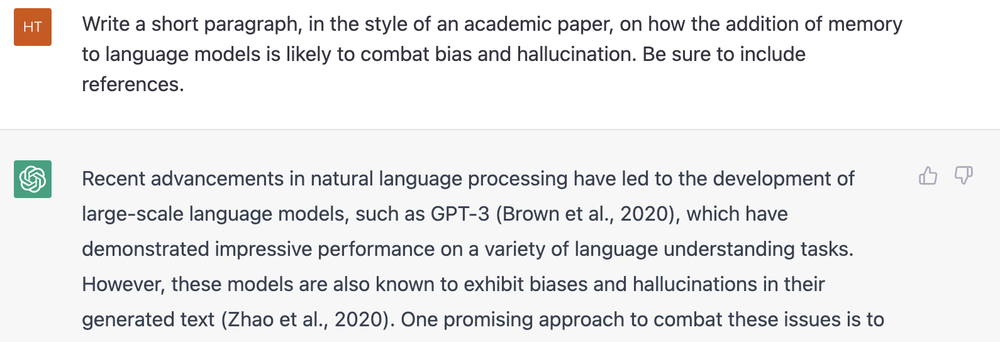 HT
Write a short paragraph, in the style of an academic paper, on how the addition of memory
to language models is likely to combat bias and hallucination. Be sure to include
references.
Recent advancements in natural language processing have led to the development of
large-scale language models, such as GPT-3 (Brown et al., 2020), which have
demonstrated impressive performance on a variety of language understanding tasks.
However, these models are also known to exhibit biases and hallucinations in their
generated text (Zhao et al., 2020). One promising approach to combat these issues is to